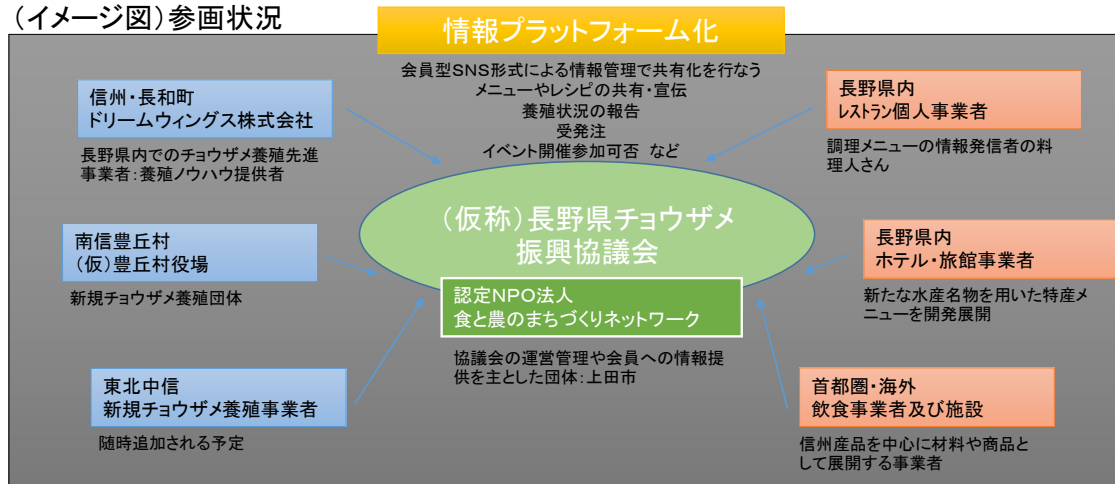 （イメージ図）参画状況
情報プラットフォーム化
会員型SNS形式による情報管理で共有化を行なう
メニューやレシピの共有・宣伝
養殖状況の報告
受発注
イベント開催参加可否 など
信州・長和町
ドリームウィングス株式会社
長野県内でのチョウザメ養殖先進
事業者：養殖ノウハウ提供者
南信豊丘村
（仮）豊丘村役場
新規チョウザメ養殖団体
東北中信
新規チョウザメ養殖事業者
随時追加される予定
（仮称）長野県チョウザメ
振興協議会
認定NPO法人
食と農のまちづくりネットワーク
協議会の運営管理や会員への情報提
供を主とした団体：上田市
長野県内
レストラン個人事業者
調理メニューの情報発信者の料
理人さん
長野県内
ホテル・旅館事業者
新たな水産名物を用いた特産メ
ニューを開発展開
首都圏・海外
飲食事業者及び施設
信州産品を中心に材料や商品と
して展開する事業者